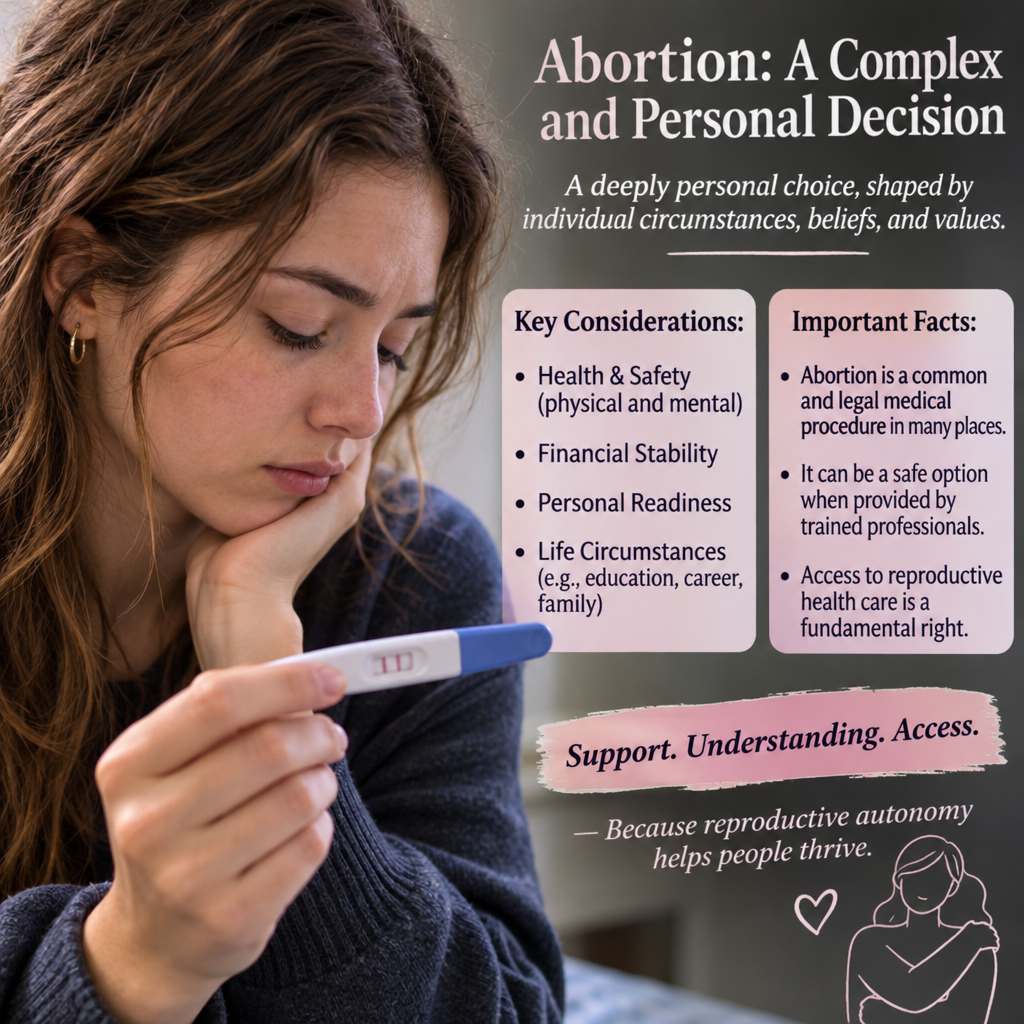 Abortion: A Complex
and Personal Decision
A deeply personal choice, shaped by
individual circumstances, beliefs, and values.
Key Considerations:
• Health & Safety
(physical and mental)
• Financial Stability
• Personal Readiness
• Life Circumstances
(e.g., education, career,
family)
Important Facts:
• Abortion is a common
and legal medical
procedure in many places.
• It can be a safe option
when provided by
trained professionals.
• Access to reproductive
health care is a
fundamental right.
Support. Understanding. Access.
— Because reproductive autonomy
helps people thrive.